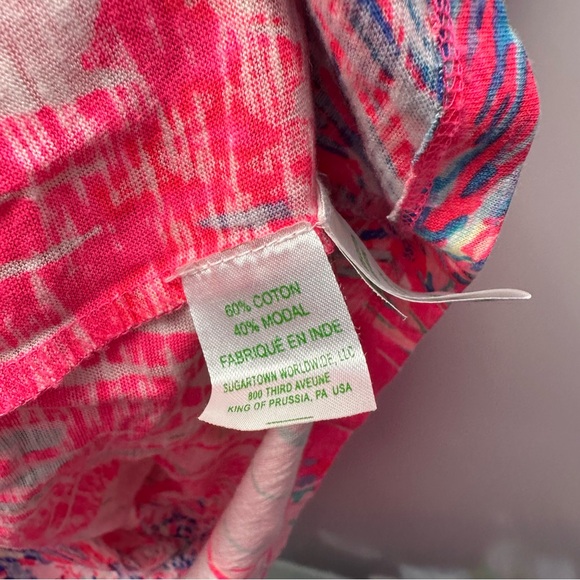 60% COTON
40% MODAL
FABRIQUÉ EN INDE
SUGARTOWN WORLDWIDE, LLC
800 THIRD AVEUNE
KING OF PRUSSIA, PA USA